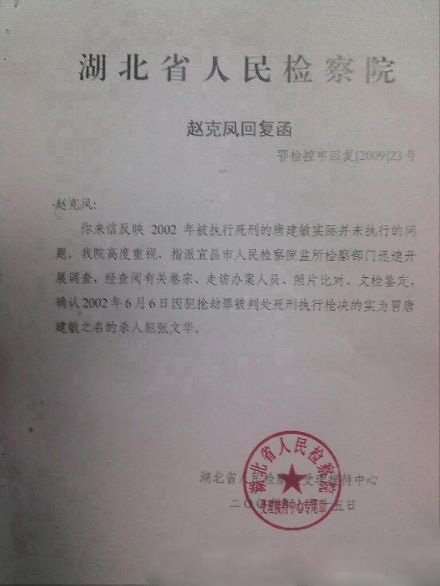 湖北省人民检察院
赵克凤回复函
鄂检控申回复[2009]23号
赵克凤:
你来信反映 2002 年被执行死刑的唐建敏实际并未执行的问
题，我院高度重视，指派宜昌市人民检察院监所检察部门迅速开
展调查，经查阅有关卷宗、走访办案人员、照片比对、文检鉴定，
确认2002年6月6日因犯抢劫罪被判处死刑执行枪决的实为冒唐
建敏之名的杀人犯张文华。
湖北省人民检察院受理接待中心
二〇〇 十五日
湖北省人民检察院
受理接待中心专用章